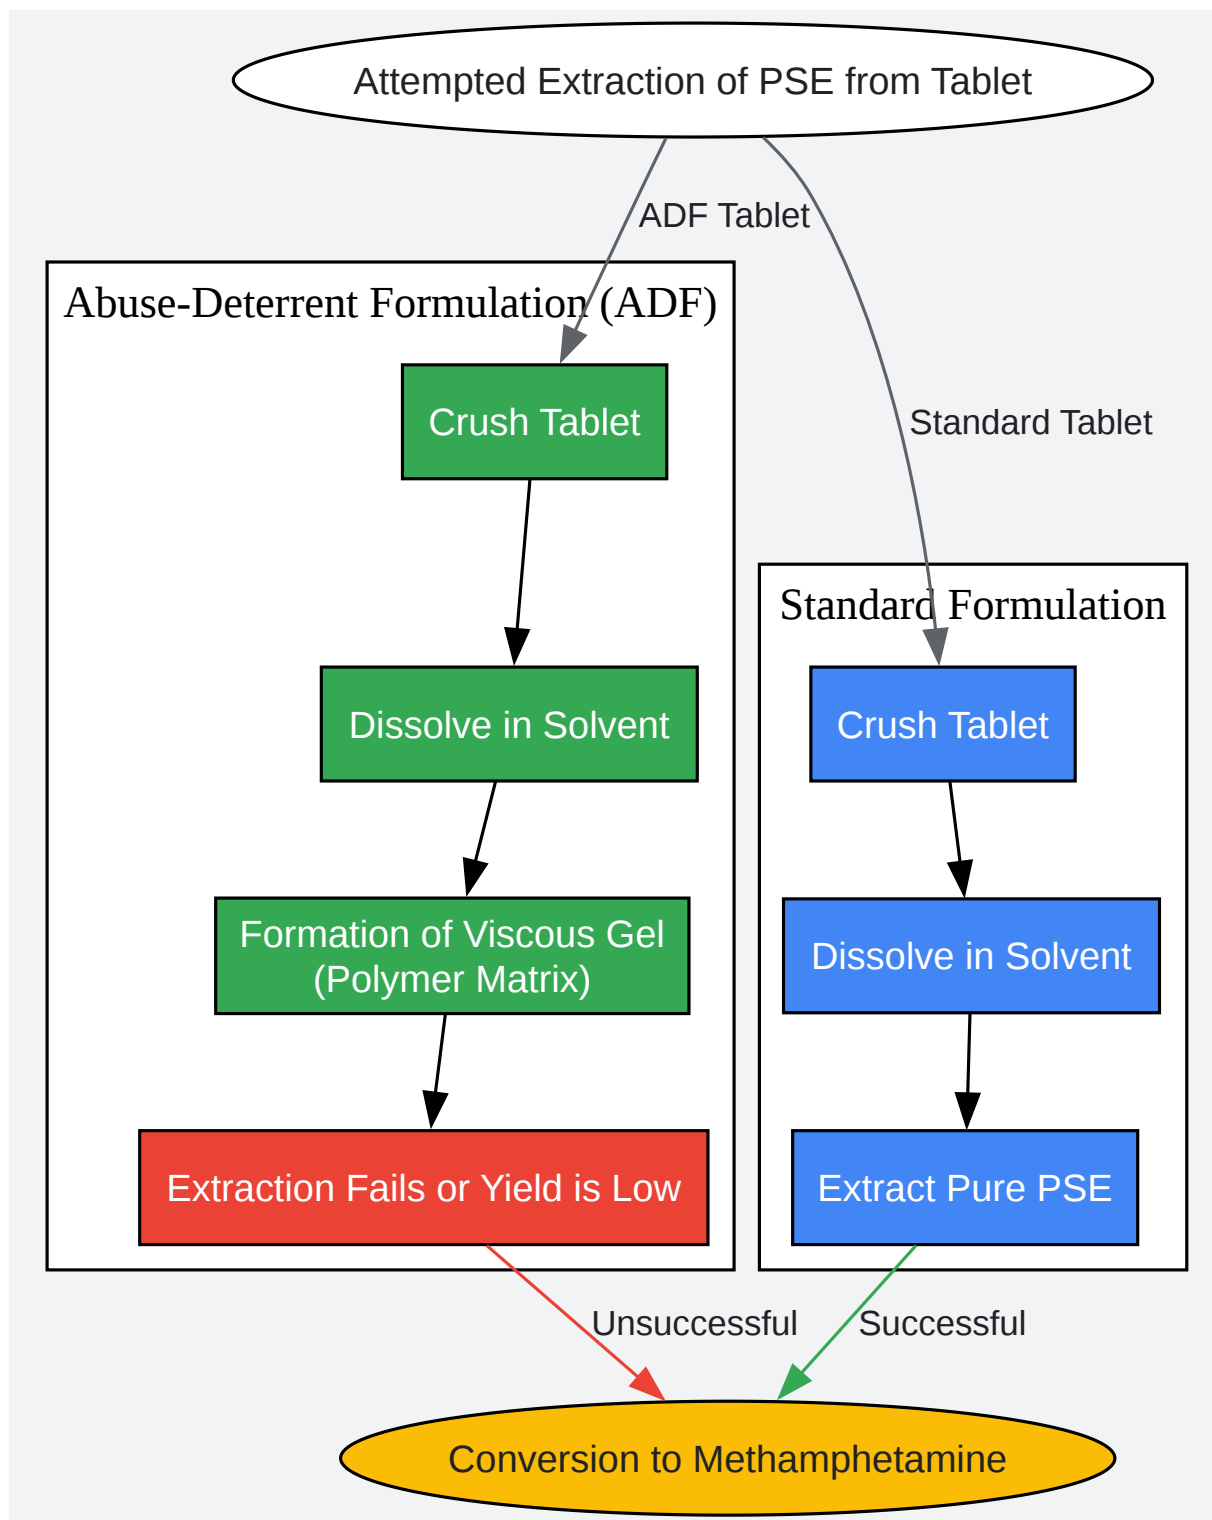 Attempted Extraction of PSE from Tablet
ADF Tablet
Abuse-Deterrent Formulation (ADF)
Crush Tablet
Standard Tablet
Standard Formulation
Dissolve in Solvent
Crush Tablet
Formation of Viscous Gel
(Polymer Matrix)
Dissolve in Solvent
Extraction Fails or Yield is Low
Extract Pure PSE
Unsuccessful
Successful
Conversion to Methamphetamine